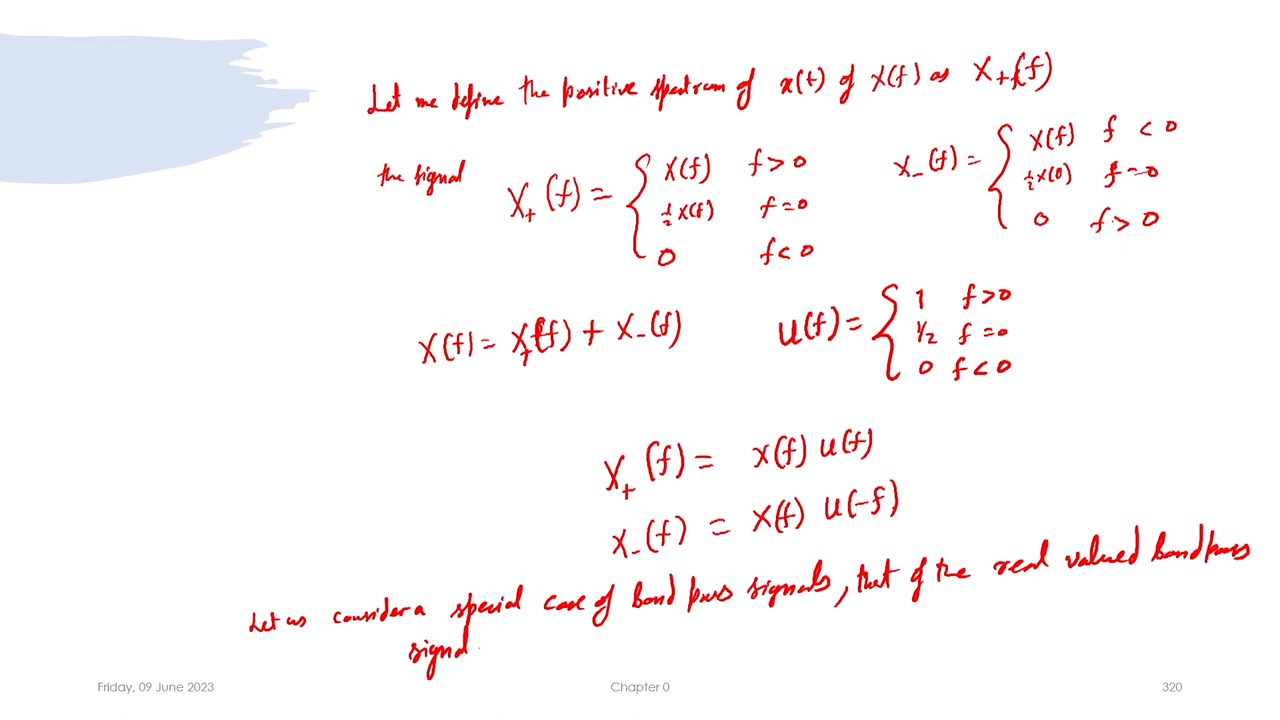 Let me define the positive spectrum of x(t) of X(f) as X₊(f)
the signal X₊(f) = { X(f) f > 0
½ X(f) f = 0
0 f < 0
X₋(f) = { X(f) f < 0
½ X(0) f = 0
0 f > 0
X(f) = X₊(f) + X₋(f)
U(f) = { 1 f > 0
1/2 f = 0
0 f < 0
X₊(f) = X(f) U(f)
X₋(f) = X(f) U(-f)
Let us consider a special case of band pass signals, that of the real valued bandpass
signal
Friday, 09 June 2023
Chapter 0
320